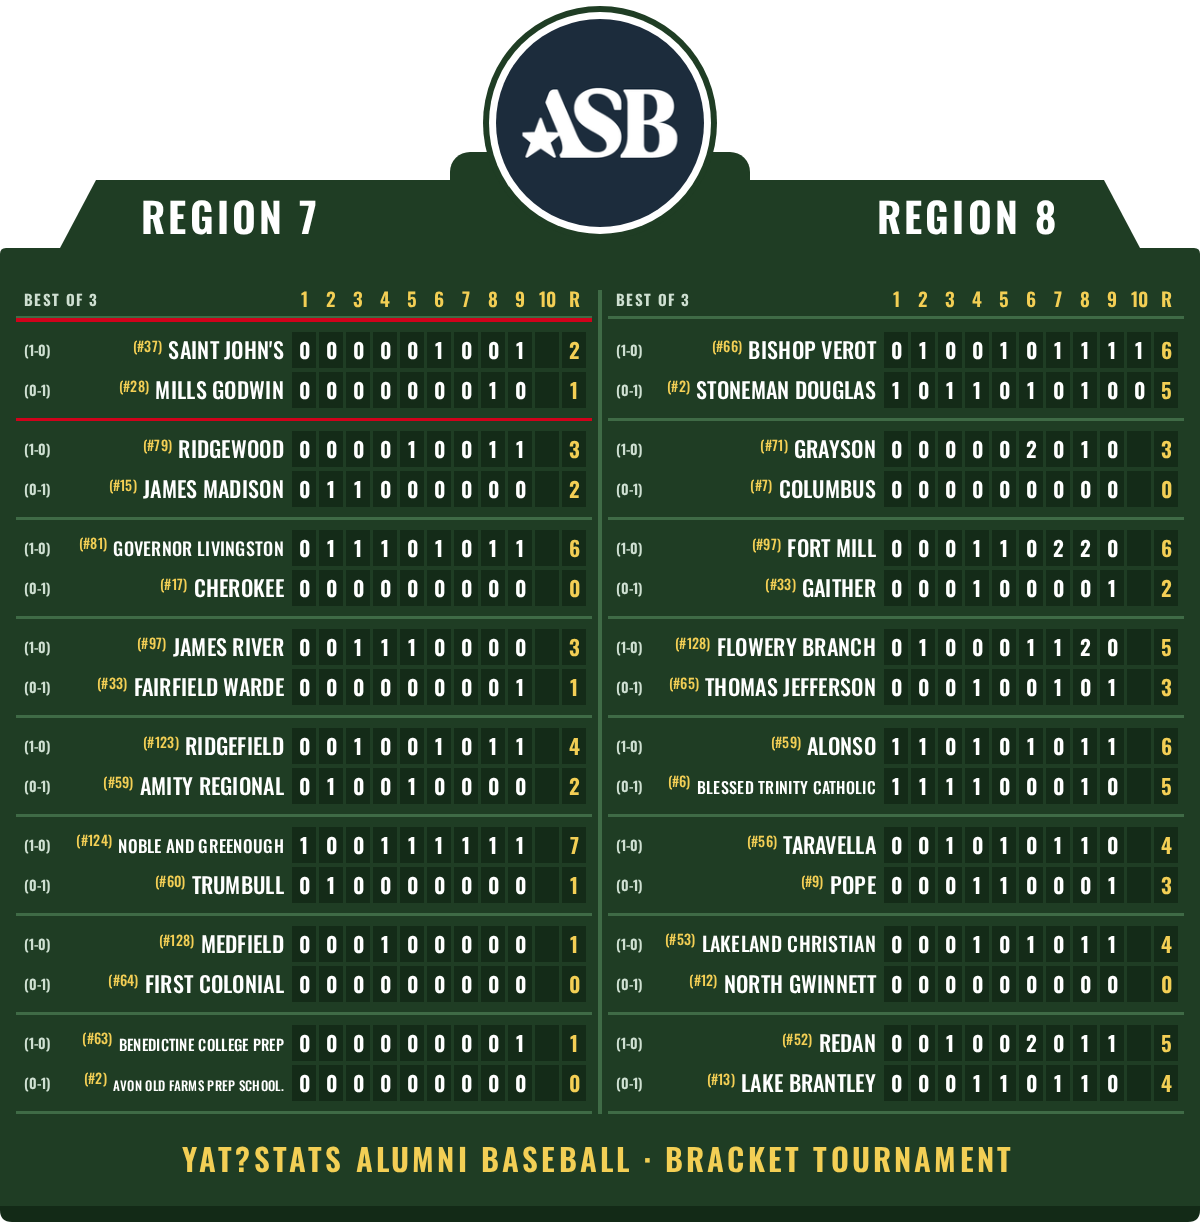 ASB
REGION 7
REGION 8
BEST OF 3 1 2 3 4 5 6 7 8 9 10 R
(1-0) (#37) SAINT JOHN'S 0 0 0 0 0 1 0 0 1 2
(0-1) (#28) MILLS GODWIN 0 0 0 0 0 0 0 1 0 1
(1-0) (#79) RIDGEWOOD 0 0 0 0 1 0 0 1 1 3
(0-1) (#15) JAMES MADISON 0 1 1 0 0 0 0 0 0 2
(1-0) (#81) GOVERNOR LIVINGSTON 0 1 1 1 0 1 0 1 1 6
(0-1) (#17) CHEROKEE 0 0 0 0 0 0 0 0 0 0
(1-0) (#97) JAMES RIVER 0 0 1 1 1 0 0 0 0 3
(0-1) (#33) FAIRFIELD WARDE 0 0 0 0 0 0 0 0 1 1
(1-0) (#123) RIDGEFIELD 0 0 1 0 0 1 0 1 1 4
(0-1) (#59) AMITY REGIONAL 0 1 0 0 1 0 0 0 0 2
(1-0) (#124) NOBLE AND GREENOUGH 1 0 0 1 1 1 1 1 1 7
(0-1) (#60) TRUMBULL 0 1 0 0 0 0 0 0 0 1
(1-0) (#128) MEDFIELD 0 0 0 1 0 0 0 0 0 1
(0-1) (#64) FIRST COLONIAL 0 0 0 0 0 0 0 0 0 0
(1-0) (#63) BENEDICTINE COLLEGE PREP 0 0 0 0 0 0 0 0 1 1
(0-1) (#2) AVON OLD FARMS PREP SCHOOL. 0 0 0 0 0 0 0 0 0 0
BEST OF 3 1 2 3 4 5 6 7 8 9 10 R
(1-0) (#66) BISHOP VEROT 0 1 0 0 1 0 1 1 1 1 6
(0-1) (#2) STONEMAN DOUGLAS 1 0 1 1 0 1 0 1 0 0 5
(1-0) (#71) GRAYSON 0 0 0 0 0 2 0 1 0 3
(0-1) (#7) COLUMBUS 0 0 0 0 0 0 0 0 0 0
(1-0) (#97) FORT MILL 0 0 0 1 1 0 2 2 0 6
(0-1) (#33) GAITHER 0 0 0 1 0 0 0 0 1 2
(1-0) (#128) FLOWERY BRANCH 0 1 0 0 0 1 1 2 0 5
(0-1) (#65) THOMAS JEFFERSON 0 0 0 1 0 0 1 0 1 3
(1-0) (#59) ALONSO 1 1 0 1 0 1 0 1 1 6
(0-1) (#6) BLESSED TRINITY CATHOLIC 1 1 1 1 0 0 0 1 0 5
(1-0) (#56) TARAVELLA 0 0 1 0 1 0 1 1 0 4
(0-1) (#9) POPE 0 0 0 1 1 0 0 0 1 3
(1-0) (#53) LAKELAND CHRISTIAN 0 0 0 1 0 1 0 1 1 4
(0-1) (#12) NORTH GWINNETT 0 0 0 0 0 0 0 0 0 0
(1-0) (#52) REDAN 0 0 1 0 0 2 0 1 1 5
(0-1) (#13) LAKE BRANTLEY 0 0 0 1 1 0 1 1 0 4
YAT?STATS ALUMNI BASEBALL · BRACKET TOURNAMENT